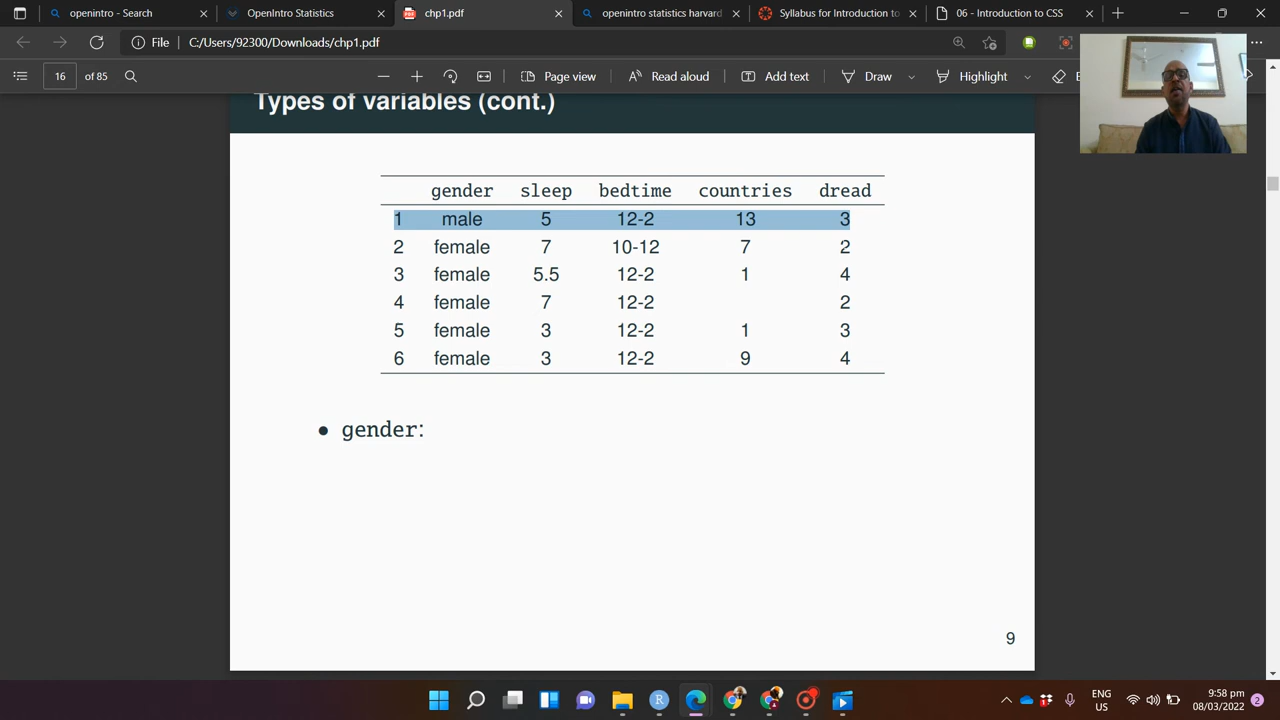 openintro - Search
OpenIntro Statistics
chp1.pdf
openintro statistics harvard
Syllabus for Introduction to
06 - Introduction to CSS
File
C:/Users/92300/Downloads/chp1.pdf
16 of 85
Page view
Read aloud
Add text
Draw
Highlight
Types of variables (cont.)
gender sleep bedtime countries dread
1 male 5 12-2 13 3
2 female 7 10-12 7 2
3 female 5.5 12-2 1 4
4 female 7 12-2 2
5 female 3 12-2 1 3
6 female 3 12-2 9 4
• gender:
9
ENG
US
9:58 pm
08/03/2022
2